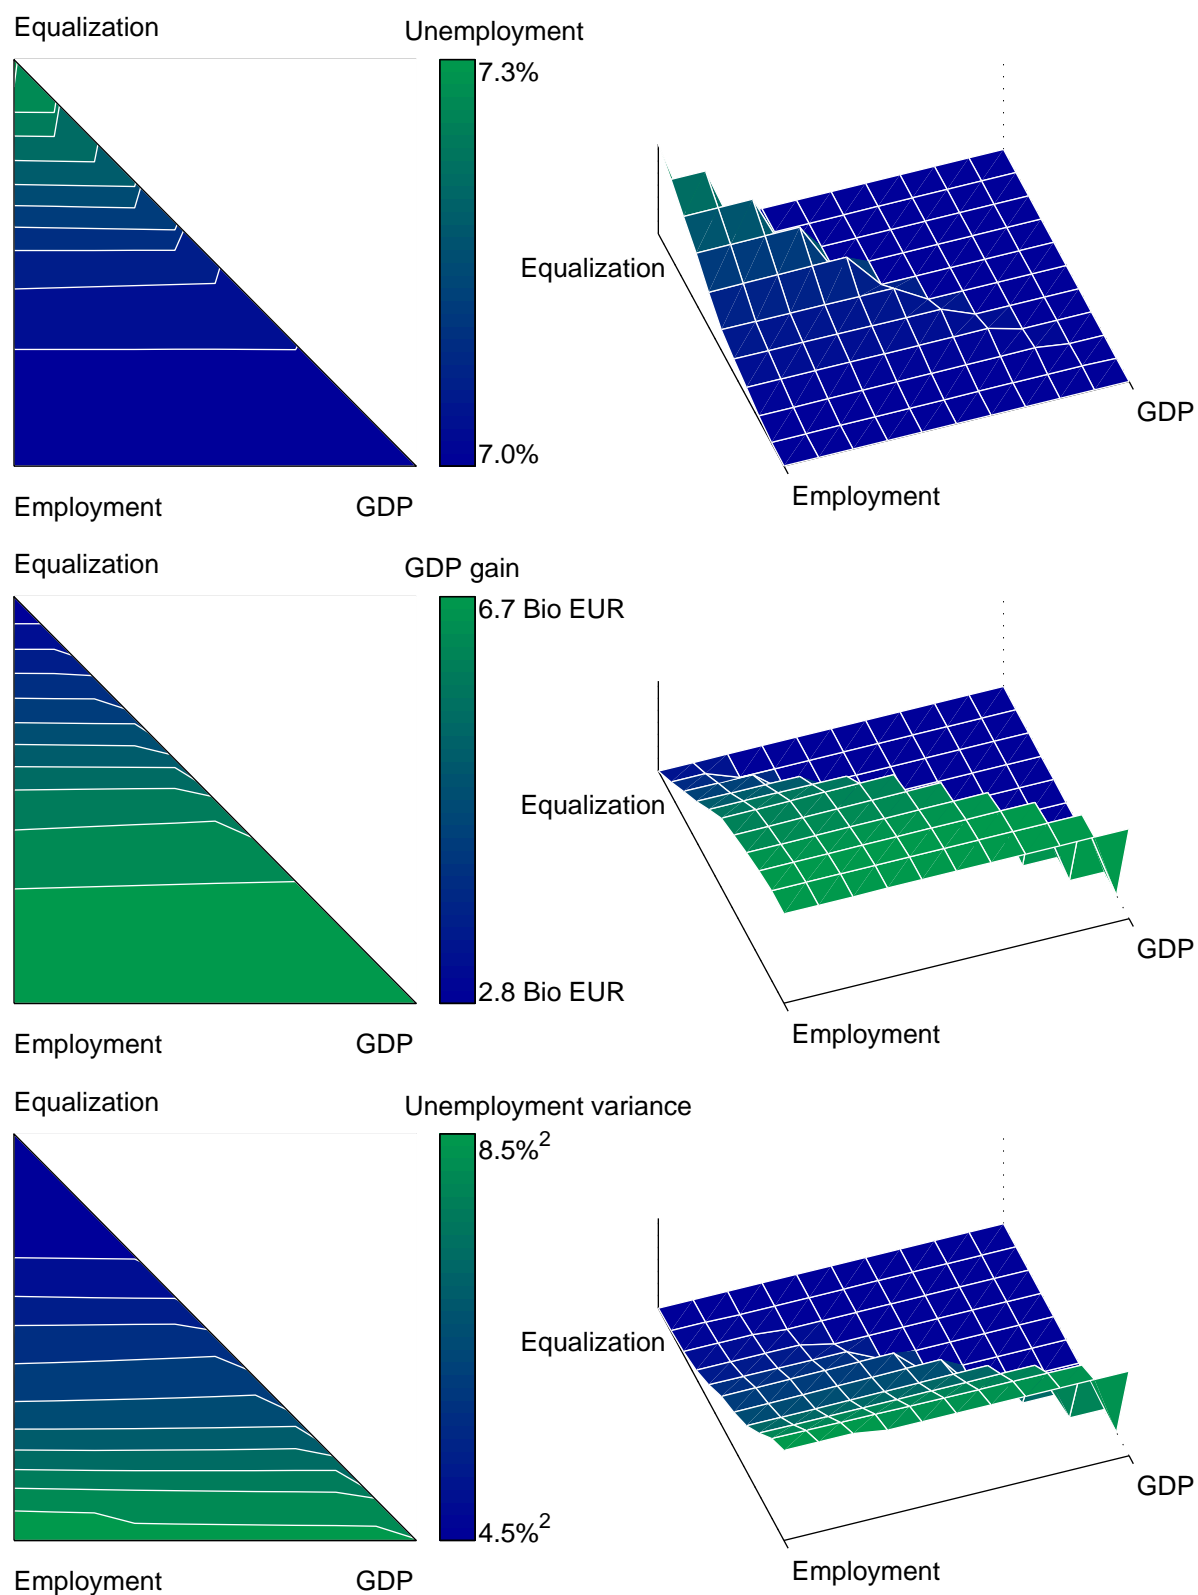 Equalization
Unemployment
7.3%
7.0%
Employment
GDP
Equalization
GDP
Employment
Equalization
GDP gain
6.7 Bio EUR
2.8 Bio EUR
Employment
GDP
Equalization
GDP
Employment
Equalization
Unemployment variance
8.5%²
4.5%²
Employment
GDP
Equalization
GDP
Employment